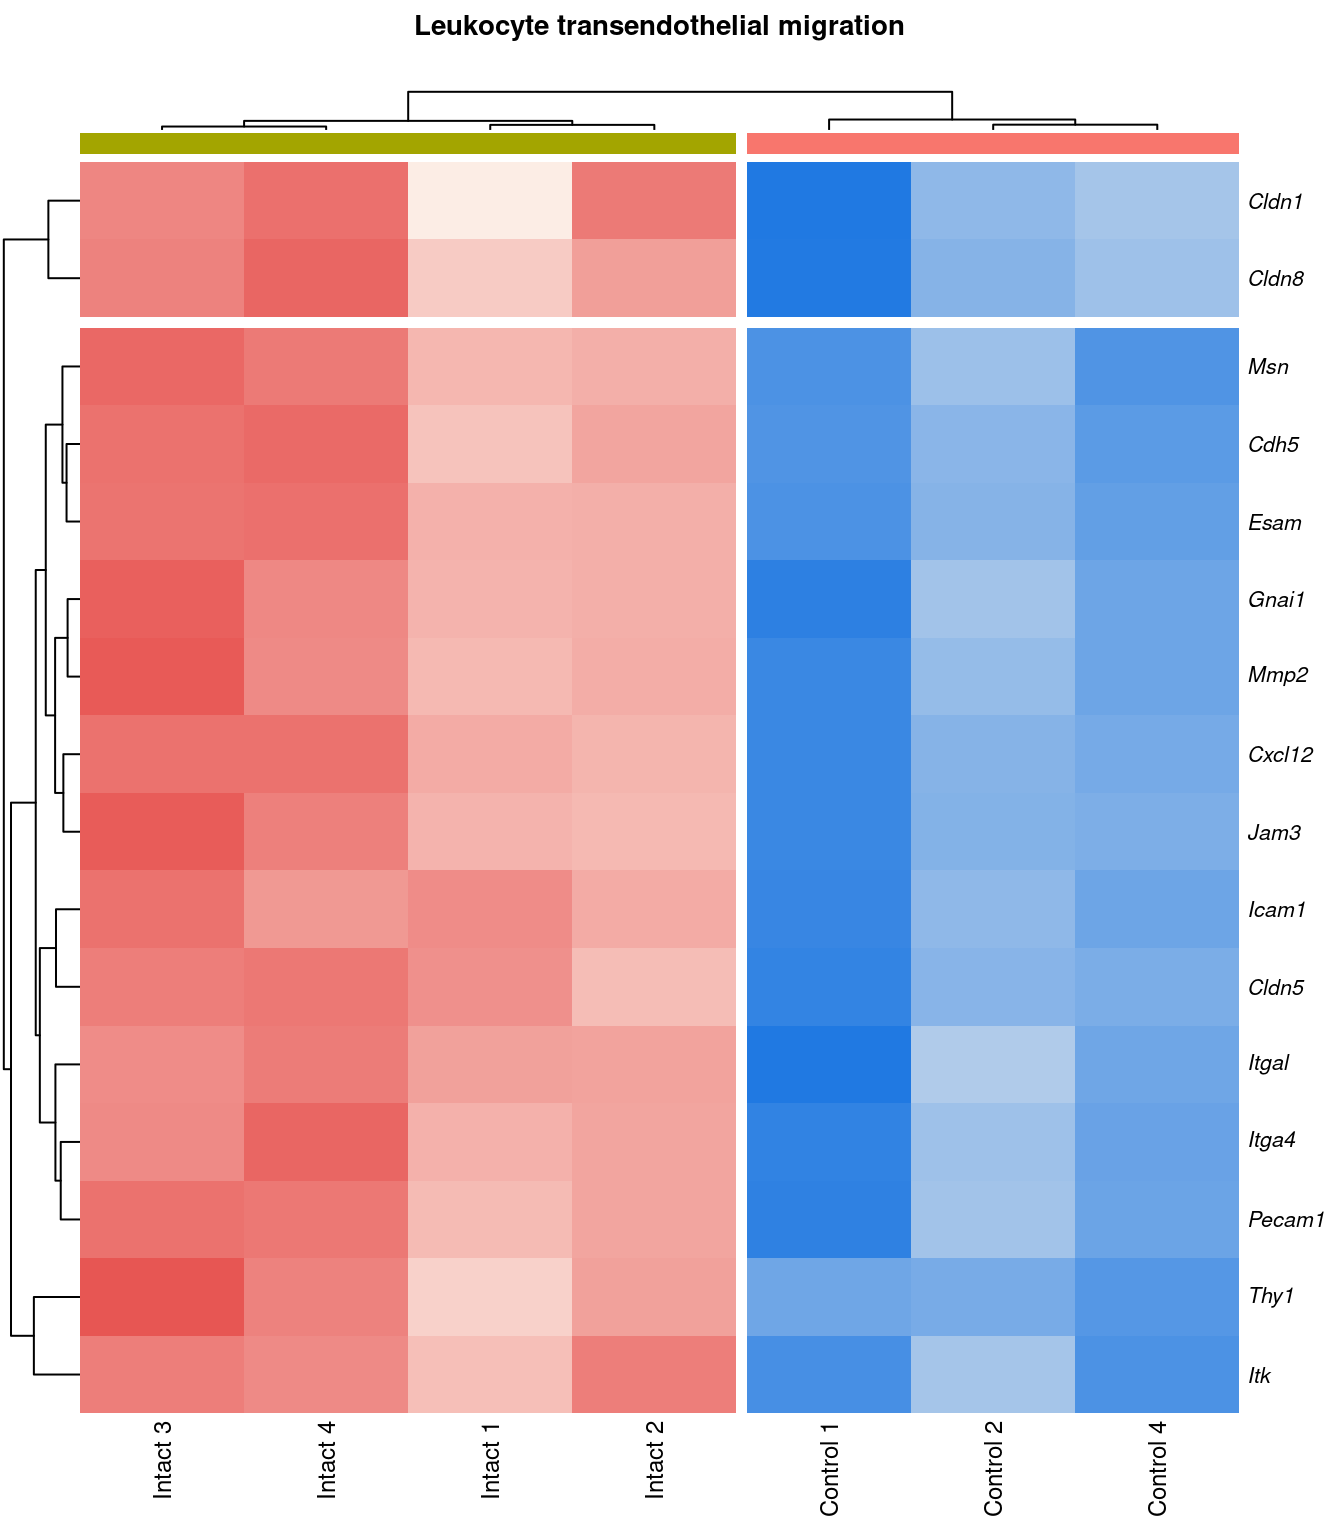 Leukocyte transendothelial migration
Cldn1
Cldn8
Msn
Cdh5
Esam
Gnai1
Mmp2
Cxcl12
Jam3
Icam1
Cldn5
Itgal
Itga4
Pecam1
Thy1
Itk
Intact 3
Intact 4
Intact 1
Intact 2
Control 1
Control 2
Control 4